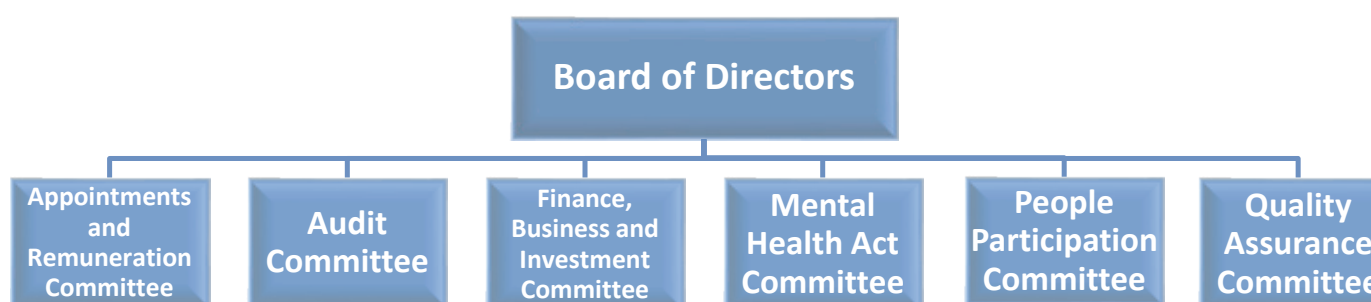 Board of Directors
Appointments
and
Remuneration
Committee
Audit
Committee
Finance,
Business and
Investment
Committee
Mental
Health Act
Committee
People
Participation
Committee
Quality
Assurance
Committee